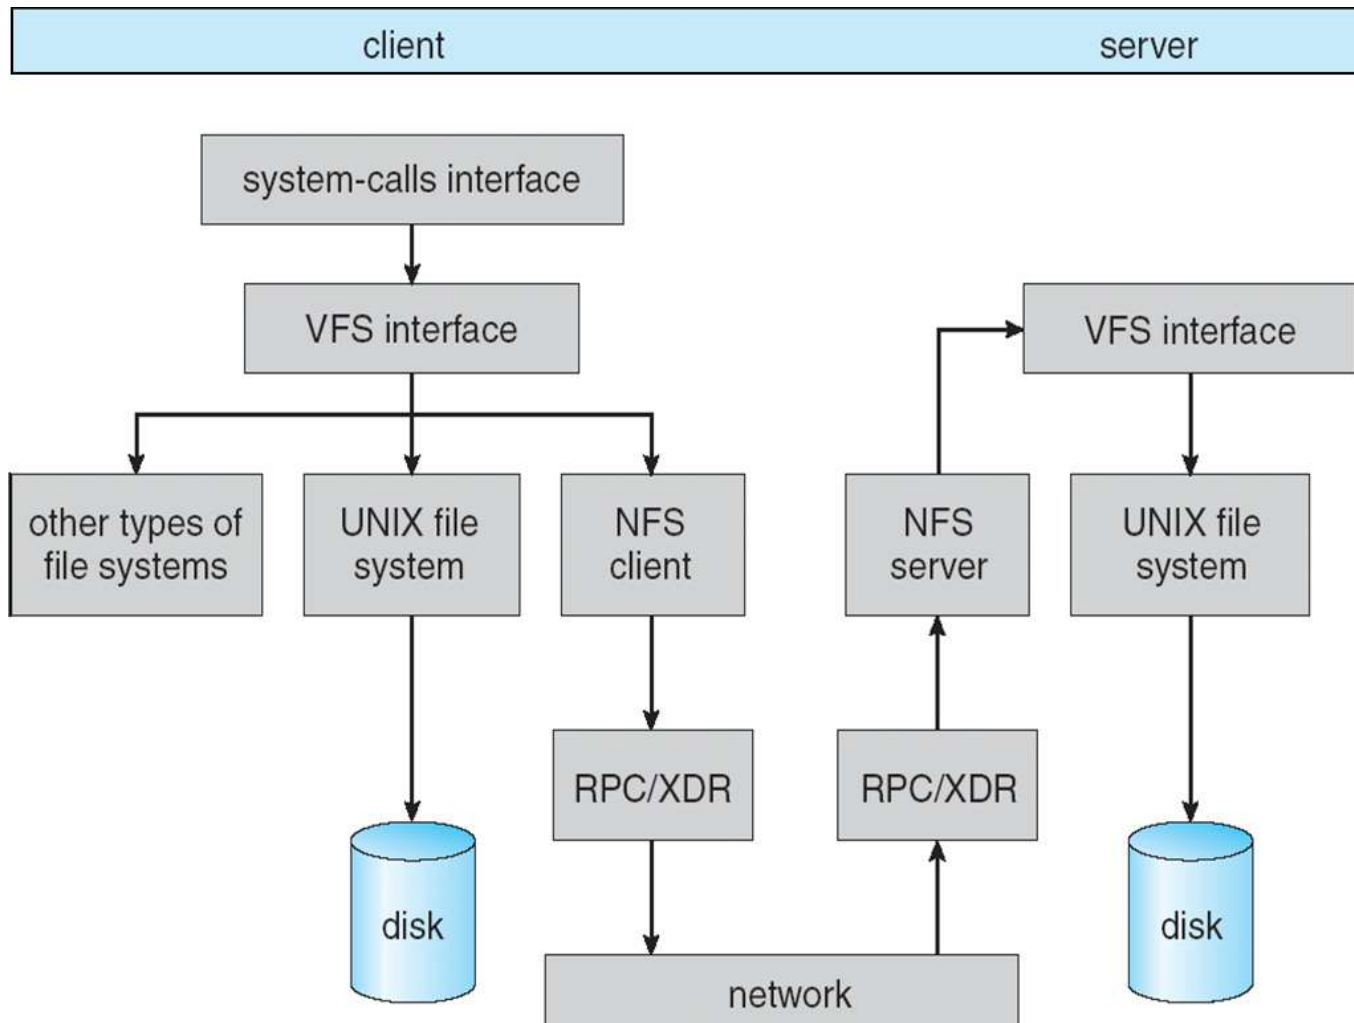 client
server
system-calls interface
VFS interface
VFS interface
other types of
file systems
UNIX file
system
NFS
client
NFS
server
UNIX file
system
RPC/XDR
RPC/XDR
disk
disk
network